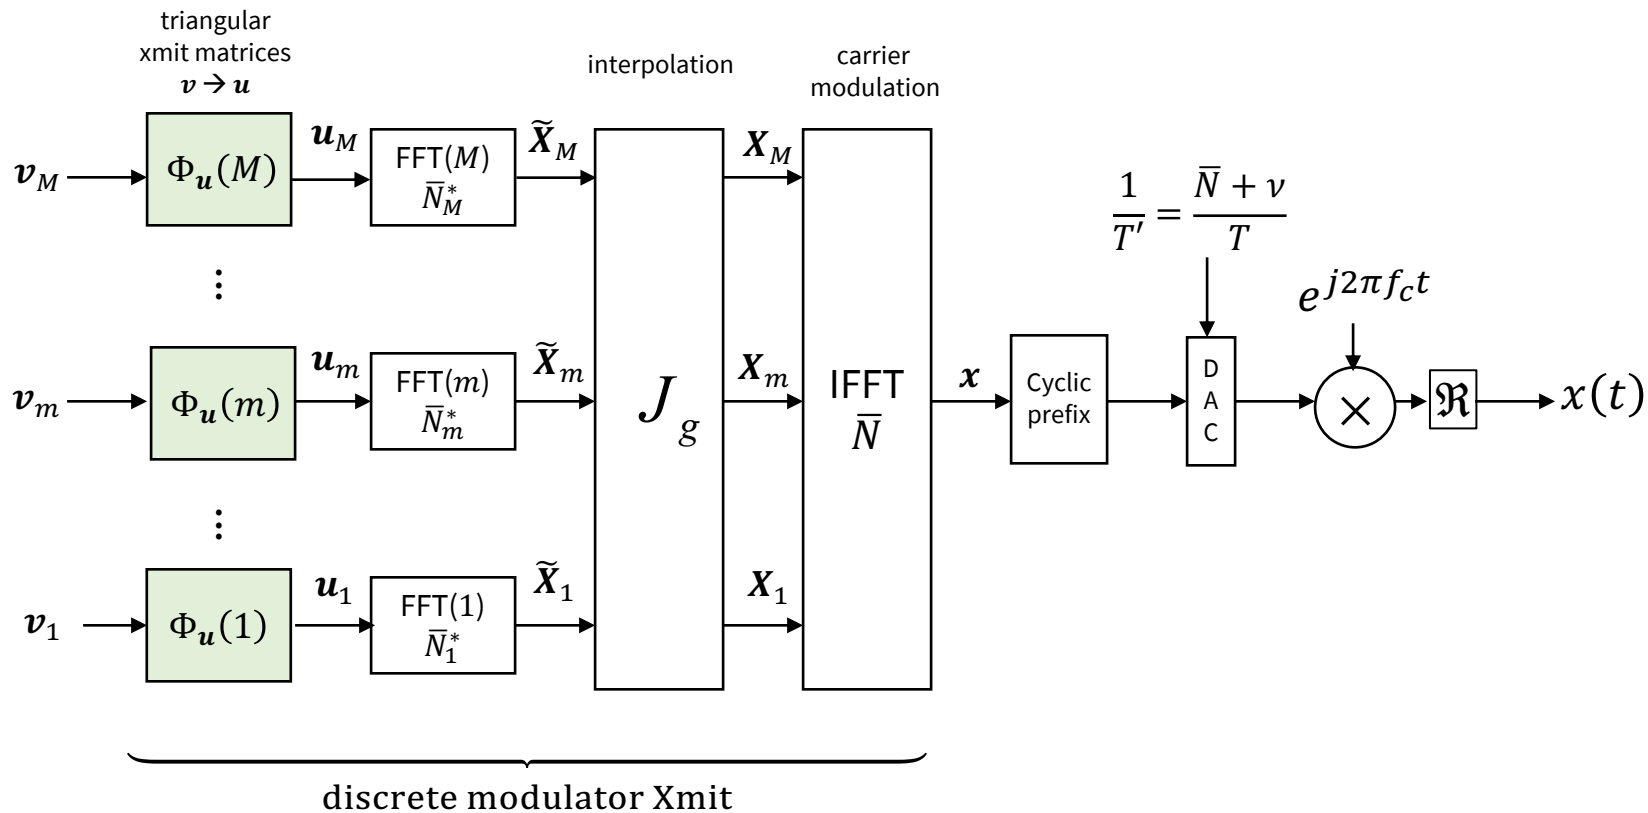 triangular
xmit matrices
v → u
interpolation
carrier
modulation
v_M
Φ_u(M)
u_M
FFT(M)
N̅*_M
X̃_M
X_M
1/T′ = (N̅ + ν)/T
⋮
e^{j2πf_ct}
v_m
Φ_u(m)
u_m
FFT(m)
N̅*_m
X̃_m
J_g
X_m
IFFT
N̅
x
Cyclic
prefix
D
A
C
×
ℜ
x(t)
⋮
v_1
Φ_u(1)
u_1
FFT(1)
N̅*_1
X̃_1
X_1
discrete modulator Xmit